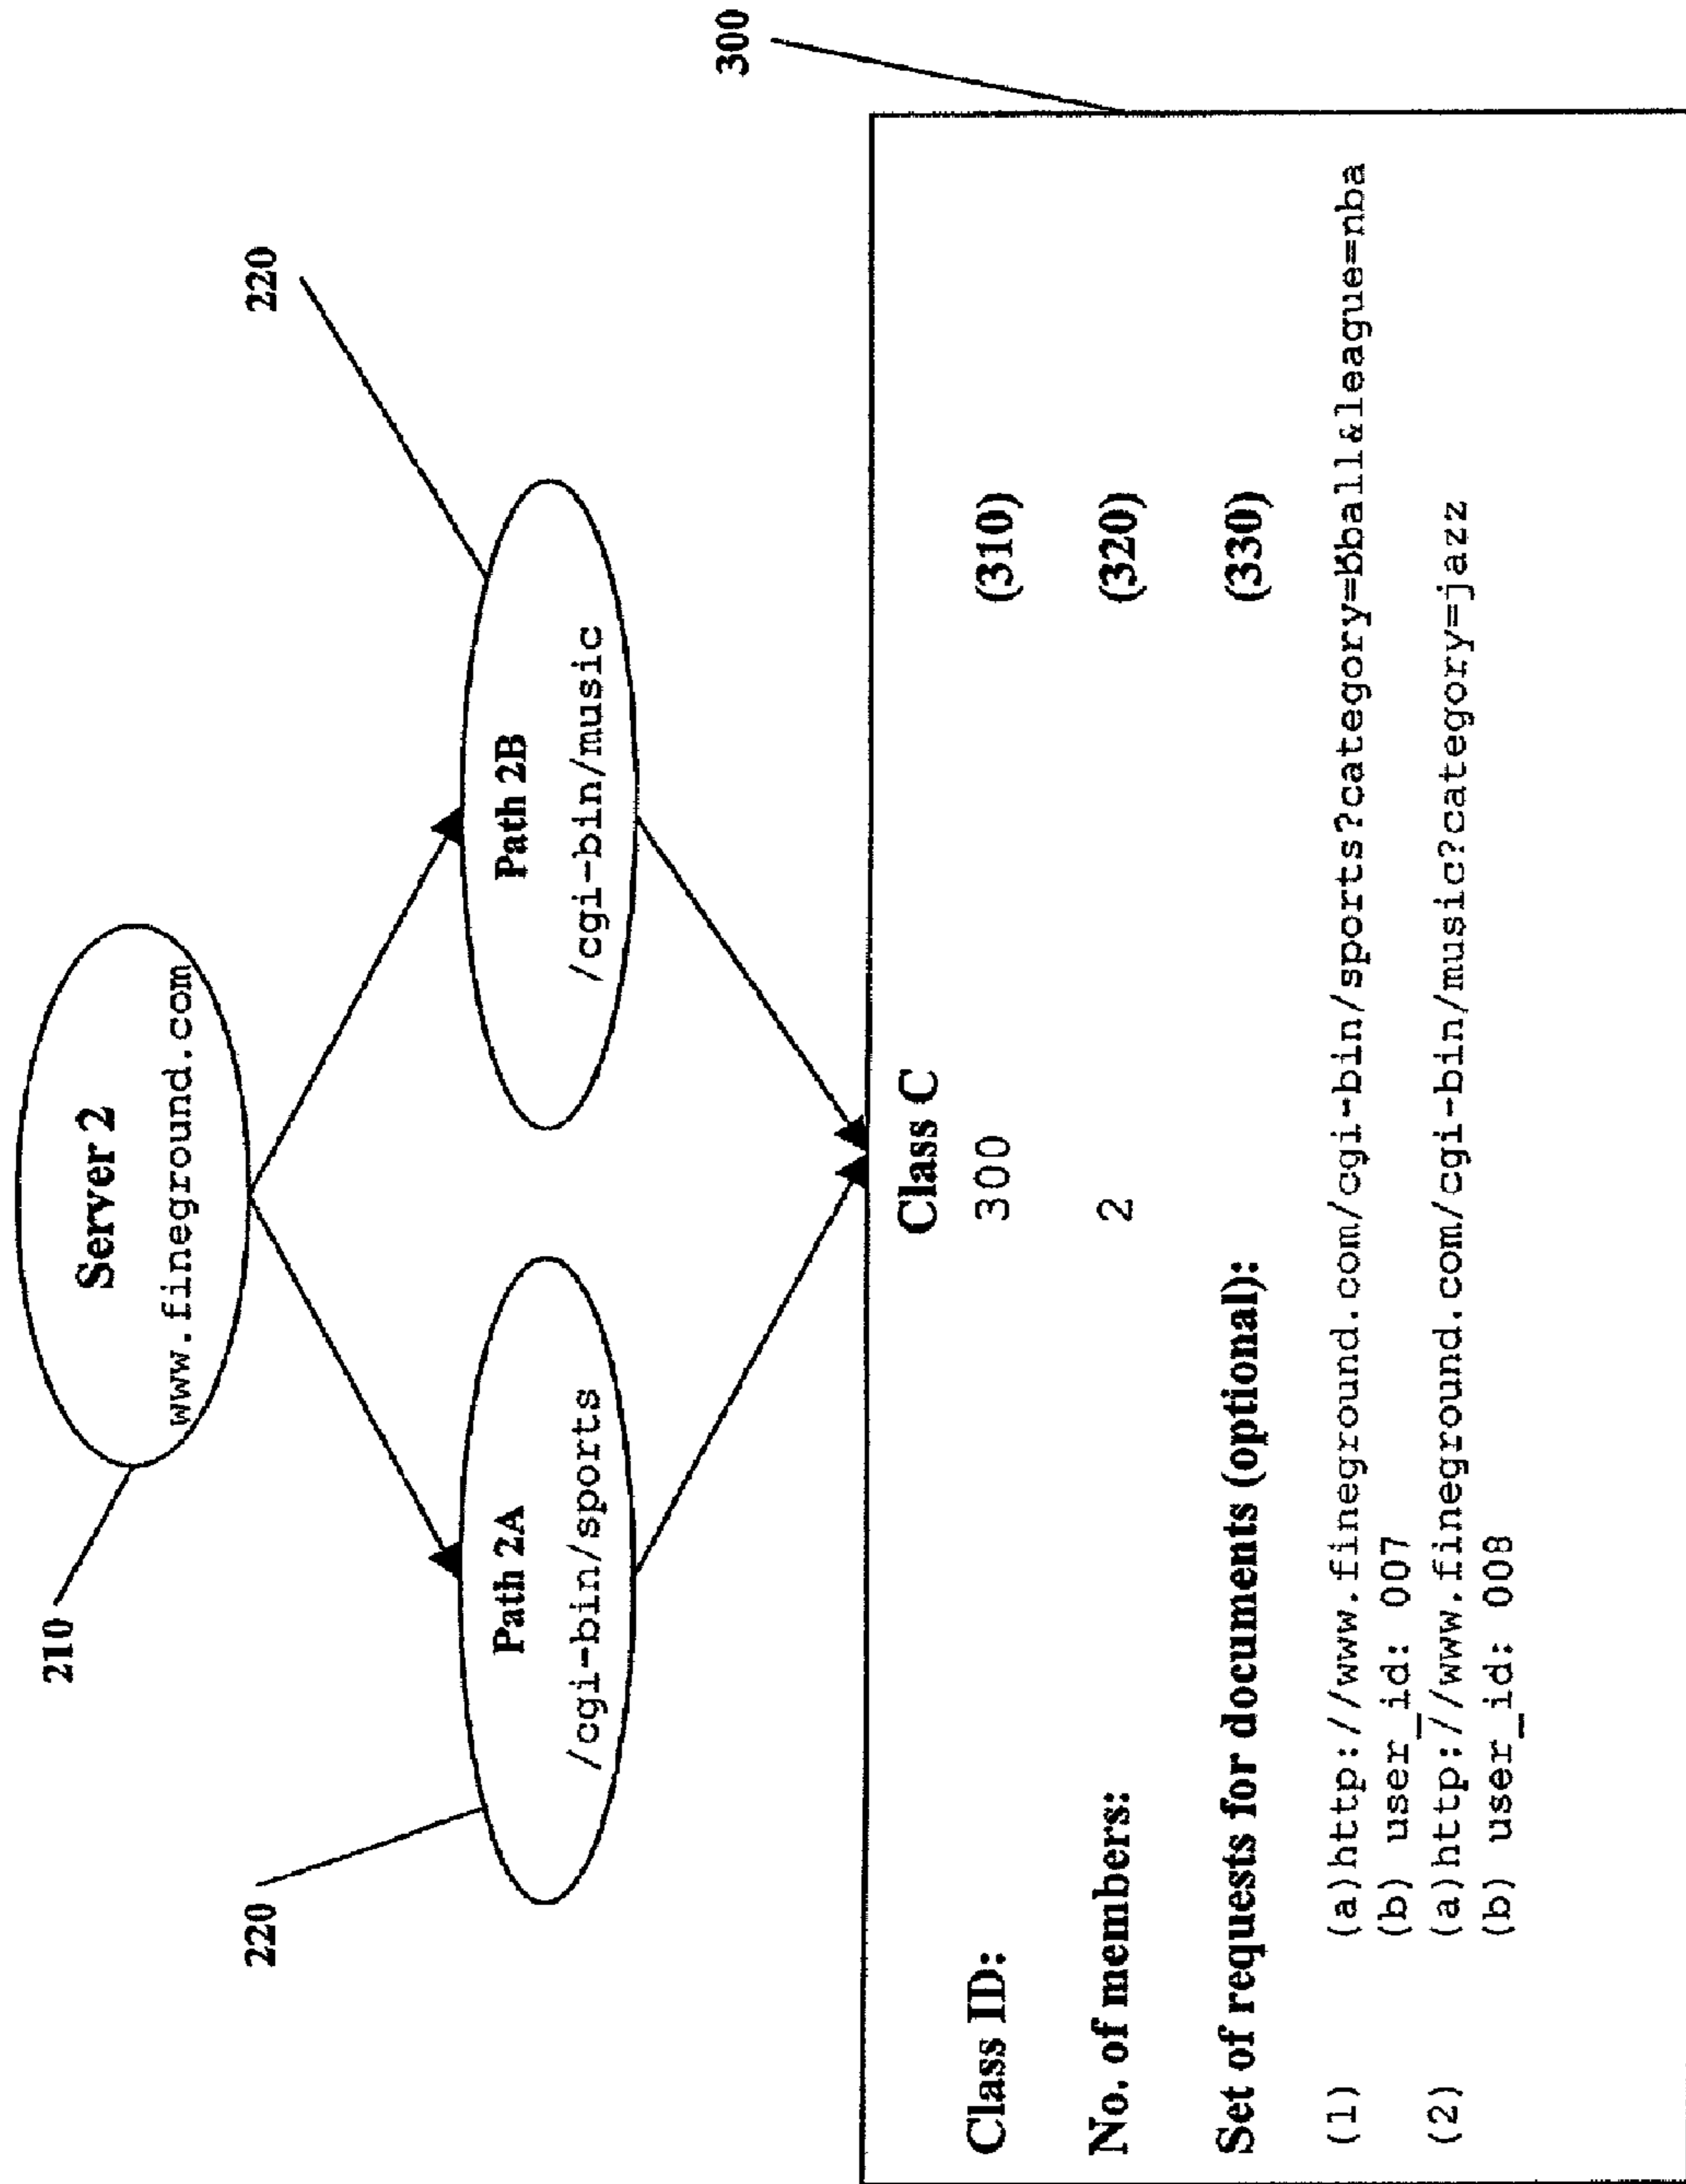 210
Server 2
www.fineground.com
220
Path 2A
/cgi-bin/sports
Path 2B
/cgi-bin/music
220
300
Class C
Class ID: 300 (310)
No. of members: 2 (320)
Set of requests for documents (optional): (330)
(1) (a)http://www.fineground.com/cgi-bin/sports?category=bball&league=nba
(b) user_id: 007
(2) (a)http://www.fineground.com/cgi-bin/music?category=jazz
(b) user_id: 008